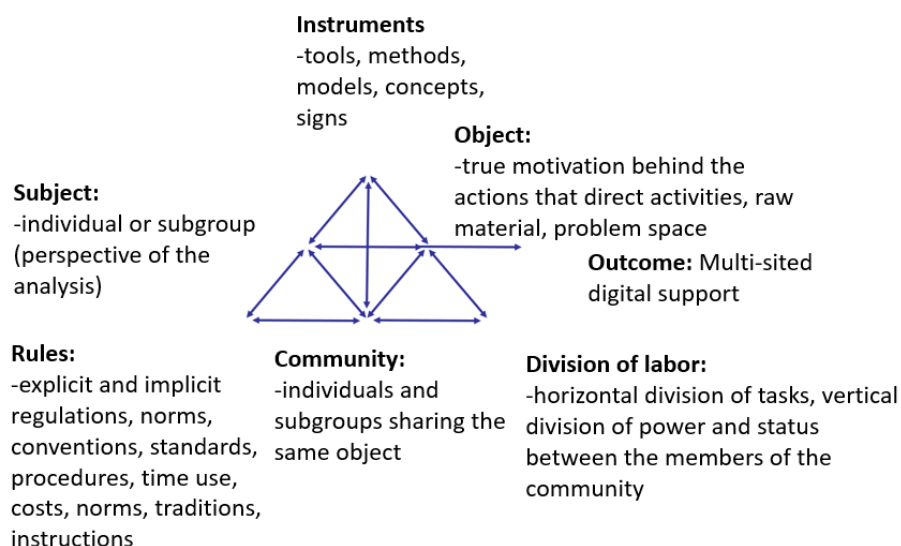 Instruments
-tools, methods,
models, concepts,
signs
Object:
-true motivation behind the
actions that direct activities, raw
material, problem space
Subject:
-individual or subgroup
(perspective of the
analysis)
Outcome: Multi-sited
digital support
Rules:
-explicit and implicit
regulations, norms,
conventions, standards,
procedures, time use,
costs, norms, traditions,
instructions
Community:
-individuals and
subgroups sharing the
same object
Division of labor:
-horizontal division of tasks, vertical
division of power and status
between the members of the
community